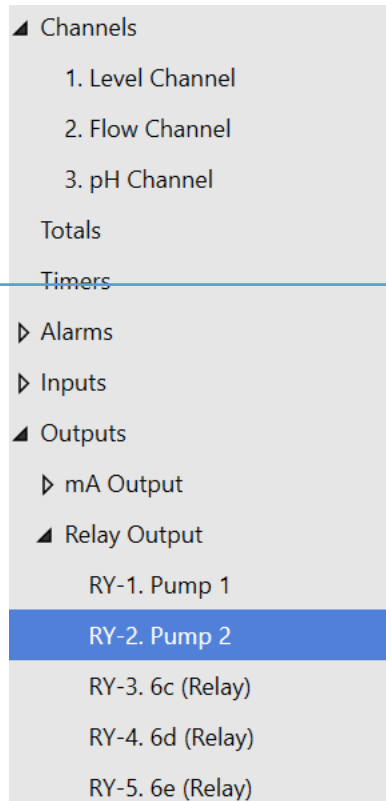 Channels
1. Level Channel
2. Flow Channel
3. pH Channel
Totals
Timers
Alarms
Inputs
Outputs
mA Output
Relay Output
RY-1. Pump 1
RY-2. Pump 2
RY-3. 6c (Relay)
RY-4. 6d (Relay)
RY-5. 6e (Relay)